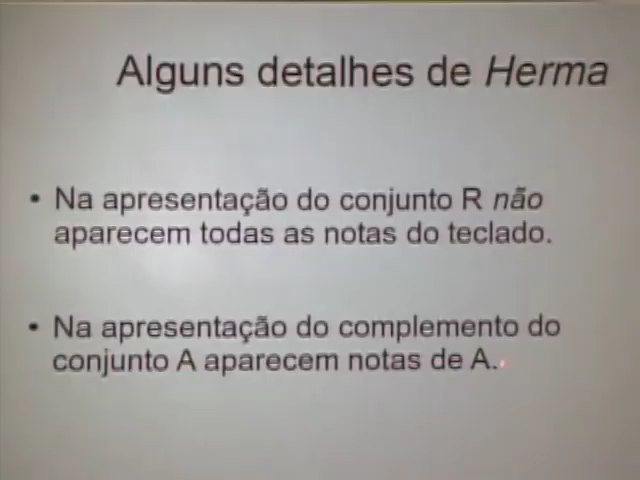 Alguns detalhes de Herma
• Na apresentação do conjunto R não
aparecem todas as notas do teclado.
• Na apresentação do complemento do
conjunto A aparecem notas de A.